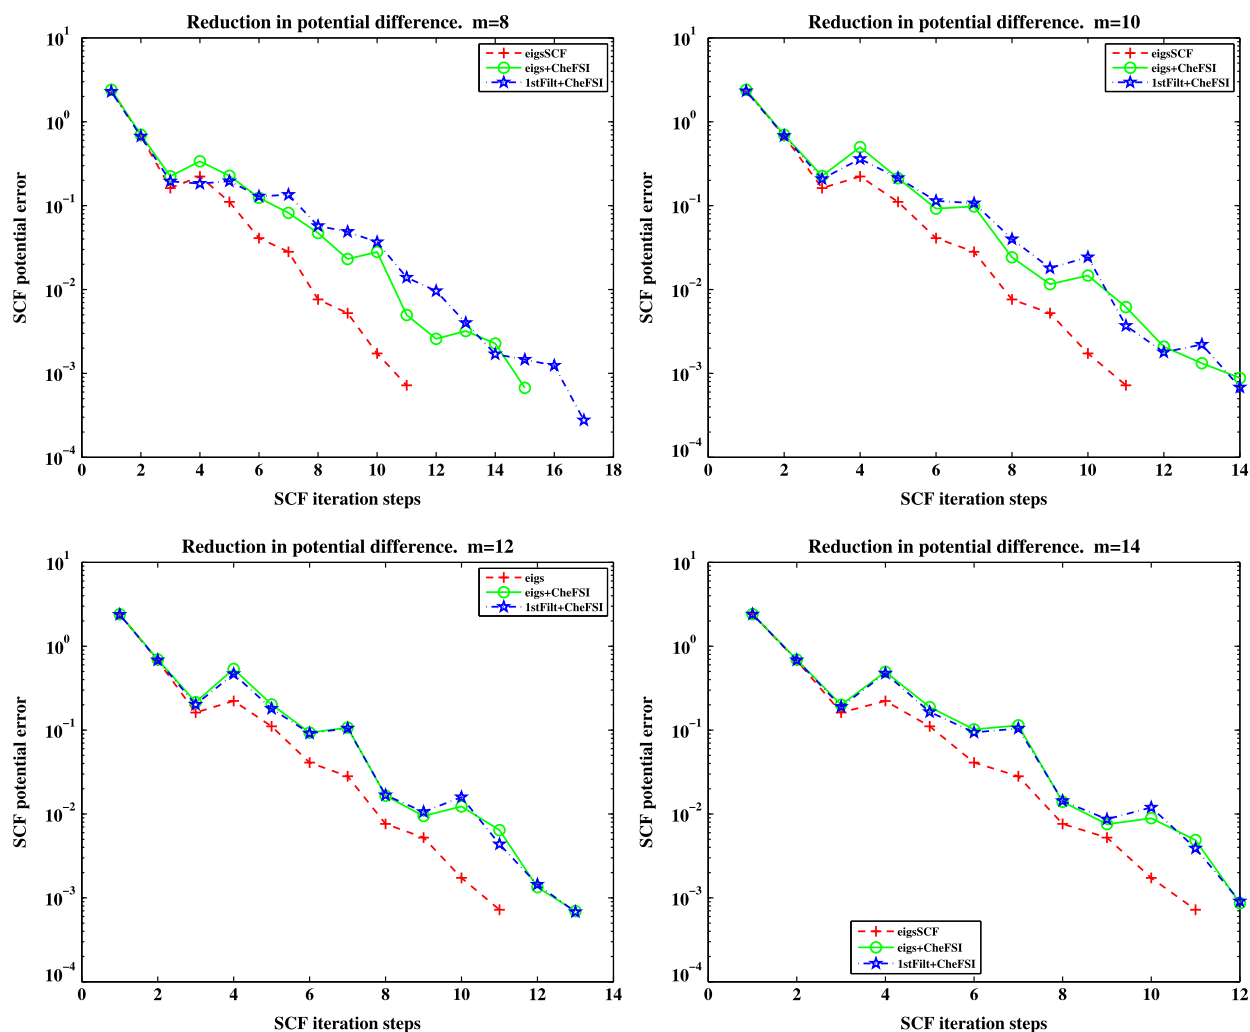 Reduction in potential difference.  m=8
10^1
10^0
10^−1
10^−2
10^−3
10^−4
SCF potential error
eigsSCF
eigs+CheFSI
1stFilt+CheFSI
0 2 4 6 8 10 12 14 16 18
SCF iteration steps
Reduction in potential difference.  m=10
10^1
10^0
10^−1
10^−2
10^−3
10^−4
SCF potential error
eigsSCF
eigs+CheFSI
1stFilt+CheFSI
0 2 4 6 8 10 12 14
SCF iteration steps
Reduction in potential difference.  m=12
10^1
10^0
10^−1
10^−2
10^−3
10^−4
SCF potential error
eigs
eigs+CheFSI
1stFilt+CheFSI
0 2 4 6 8 10 12 14
SCF iteration steps
Reduction in potential difference.  m=14
10^1
10^0
10^−1
10^−2
10^−3
10^−4
SCF potential error
eigsSCF
eigs+CheFSI
1stFilt+CheFSI
0 2 4 6 8 10 12
SCF iteration steps